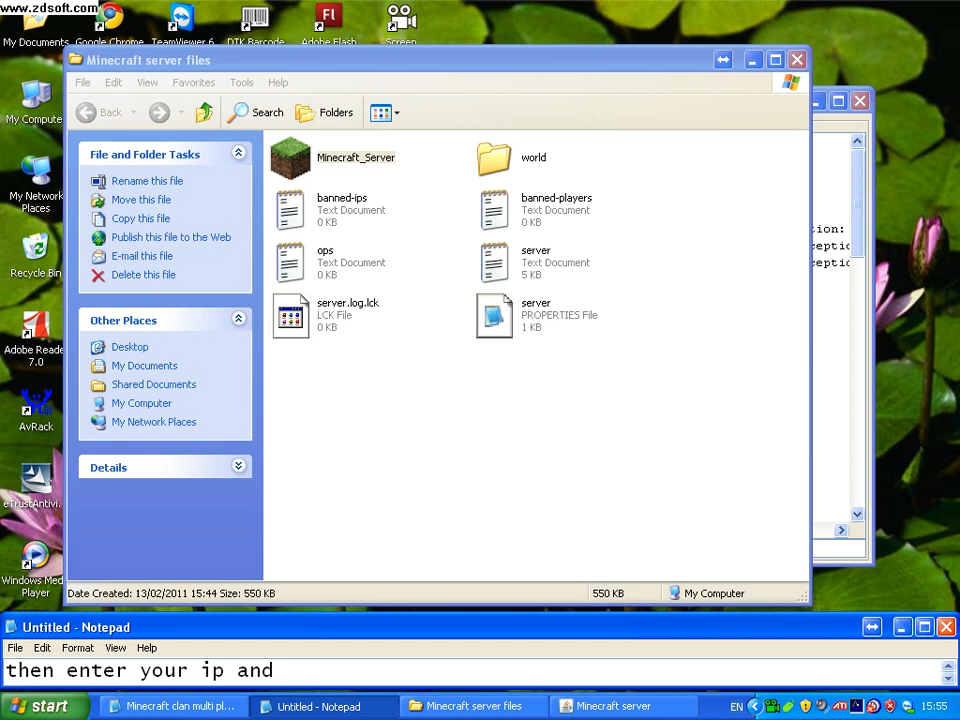 www.zdsoft.com
My Documents
Google Chrome
TeamViewer 6
DTK Barcode
Adobe Flash
Screen
Minecraft server files
File Edit View Favorites Tools Help
Back
Search
Folders
My Compute
My Network
Places
Recycle Bin
Adobe Reade
7.0
AvRack
eTrustAntivi.
Windows Med
Player
File and Folder Tasks
Rename this file
Move this file
Copy this file
Publish this file to the Web
E-mail this file
Delete this file
Other Places
Desktop
My Documents
Shared Documents
My Computer
My Network Places
Details
Minecraft_Server
world
banned-ips
Text Document
0 KB
banned-players
Text Document
0 KB
ops
Text Document
0 KB
server
Text Document
5 KB
server.log.lck
LCK File
0 KB
server
PROPERTIES File
1 KB
Date Created: 13/02/2011 15:44 Size: 550 KB
550 KB
My Computer
Untitled - Notepad
File Edit Format View Help
then enter your ip and
start
Minecraft clan multi pl...
Untitled - Notepad
Minecraft server files
Minecraft server
EN
15:55